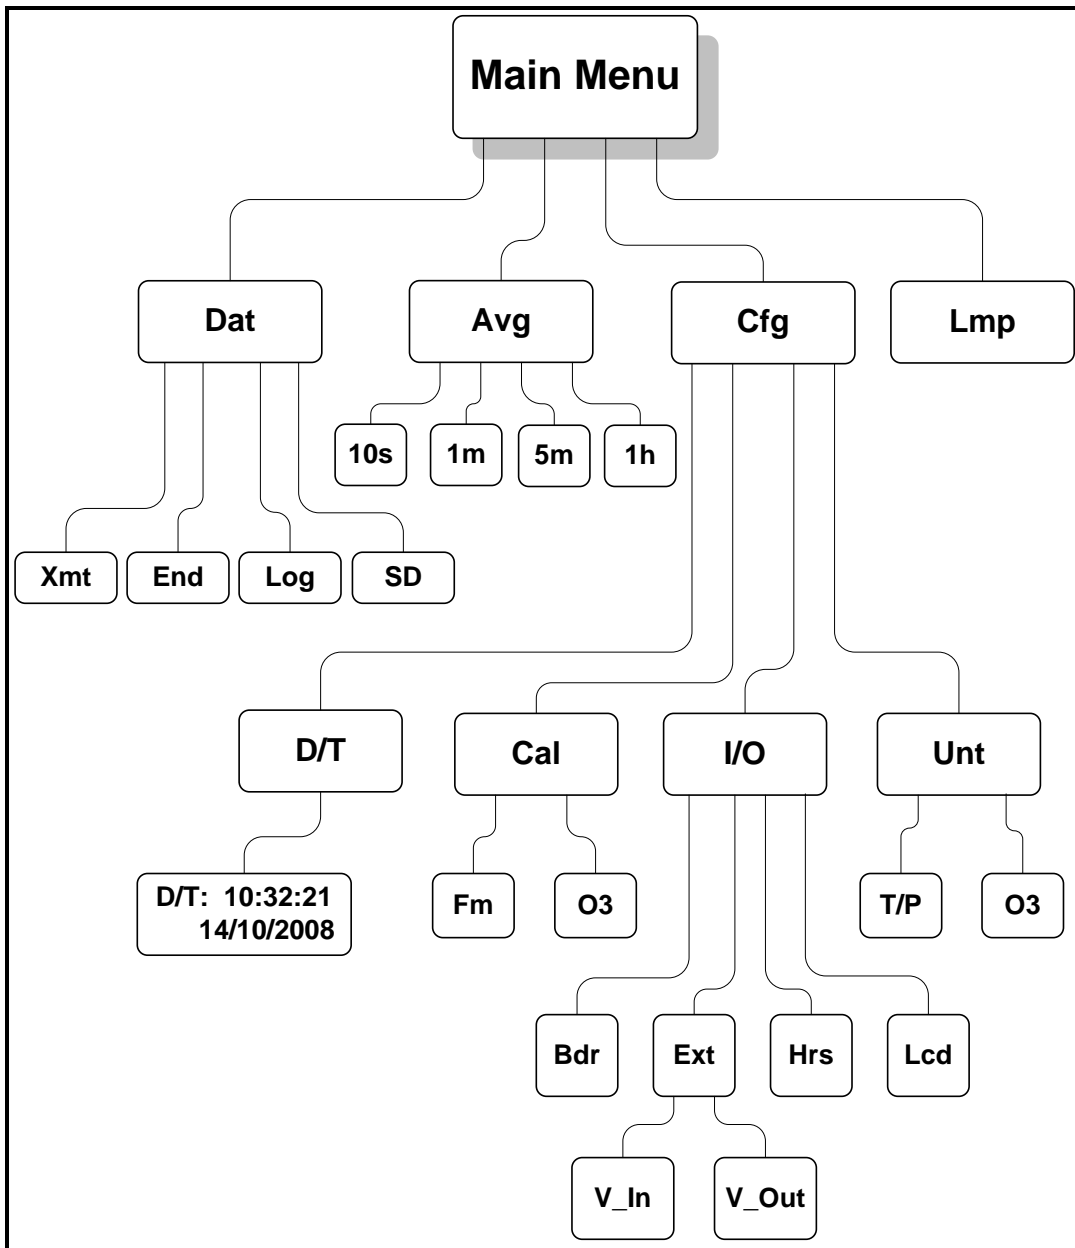 Main Menu
Dat
Avg
Cfg
Lmp
10s
1m
5m
1h
Xmt
End
Log
SD
D/T
Cal
I/O
Unt
D/T: 10:32:21
14/10/2008
Fm
O3
T/P
O3
Bdr
Ext
Hrs
Lcd
V_In
V_Out